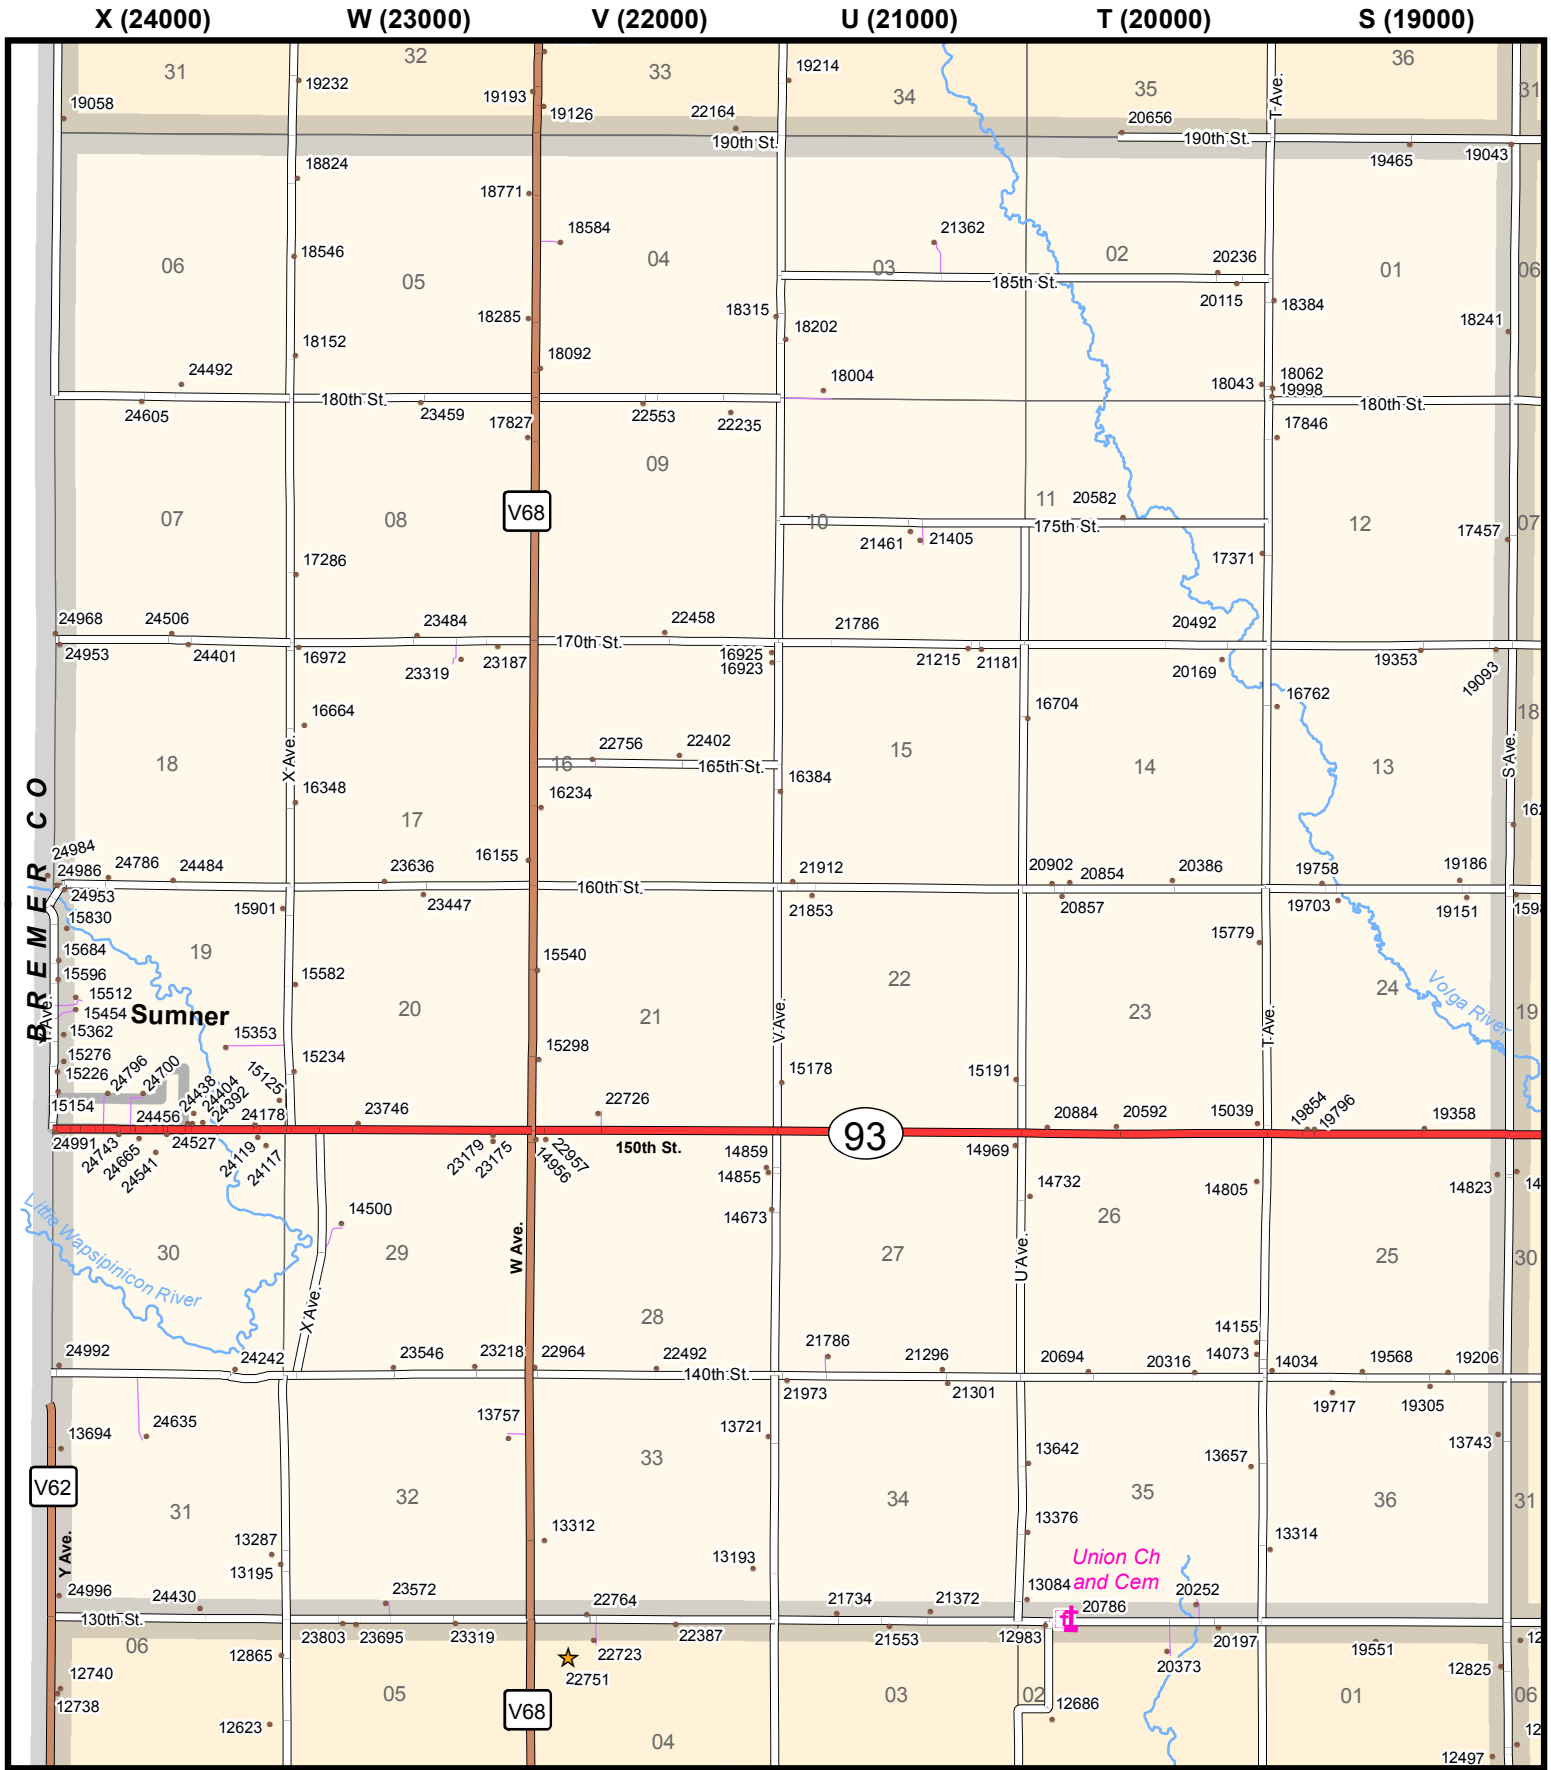 X (24000) W (23000) V (22000) U (21000) T (20000) S (19000)
31 32 33 34 35 36 31
19232 19214
19058 19193 19126 22164 20656
T Ave.
190th St. 190th St.
19465 19043
18824
18771
18584 21362
06 05 04 03 02 01 06
18546 20236
185th St.
20115 18384
18285 18315 18202 18241
18152 18092
24492 18004 18043 18062
19998
180th St. 180th St.
24605 23459 22553 22235
17827 17846
09
V68
07 08 10 11 12 07
20582
175th St.
21461 21405 17371 17457
17286
24968 24506 23484 22458 21786 20492
170th St.
24953 24401 16972 23319 23187 16925
16923
21215 21181 20169 19353 19093
16664 16704 16762
18
22756 22402
X Ave.
18 16 15 14 13
165th St.
S Ave.
16348 16234 16384
17
BREMER CO
24984
24986 24786 24484 23636 16155 21912 20902 20854 20386 19758 19186
160th St.
24953 15901 23447 21853 20857 19703 19151
15830
15779
15684 19
15596 15582 15540
22 24
15512
15454 Sumner 20 21 23 19
Volga River
Y Ave. V Ave. T Ave.
15362 15353
15276 15298
15226 24796 24700 15234 15178 15191
15125
15154 24456 24438 24404 24392 24178 23746 22726 20884 20592 15039 19854 19796 19358
93
150th St.
24991 24743 24665 24541 24527 24119 24117 23179 23175 14956 22957 14859 14969
14855 14732 14805 14823
14673
14500
26
Little Wapsipinicon River
30 29 W Ave. 27 U Ave. 25 30
X Ave.
28
14155
24992 24242 23546 23218 22964 22492 21786 21296 20694 20316 14073 14034 19568 19206
140th St.
21973 21301 19717 19305
13694 24635 13757 13721 13642 13657 13743
33
V62
31 32 34 35 36 31
13312 13376 13314
13287
13195 13193
Y Ave.
Union Ch
and Cem
24996 24430 23572 22764 21734 21372 13084 20786 20252
130th St.
06 23803 23695 23319 22387 21553 12983 20197 19551
12865 22723 20373 12825
22751
12740
12738
05 03 02 01 06
V68
12623 12686
04 12497